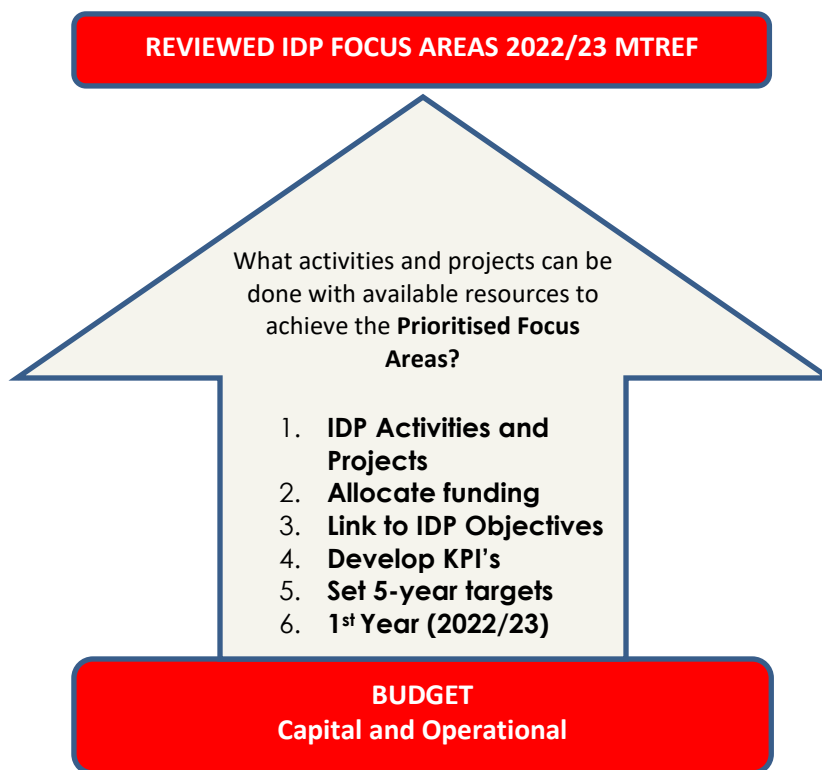 REVIEWED IDP FOCUS AREAS 2022/23 MTREF
What activities and projects can be
done with available resources to
achieve the Prioritised Focus
Areas?
1. IDP Activities and
Projects
2. Allocate funding
3. Link to IDP Objectives
4. Develop KPI's
5. Set 5-year targets
6. 1st Year (2022/23)
BUDGET
Capital and Operational